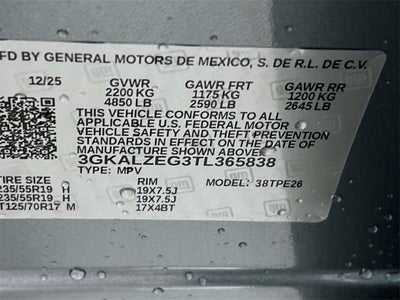 MFD BY GENERAL MOTORS DE MEXICO, S. DE R.L. DE C.V.
12/25 GVWR GAWR FRT GAWR RR
2200 KG 1175 KG 1200 KG
4850 LB 2590 LB 2645 LB
THIS VEHICLE CONFORMS TO ALL APPLICABLE
U.S. FEDERAL MOTOR
VEHICLE SAFETY AND THEFT PREVENTION
STANDARDS IN EFFECT ON THE DATE OF
MANUFACTURE SHOWN ABOVE.
3GKALZEG3TL365838
TYPE: MPV
TIRE SIZE RIM MODEL: 38TPE26
235/55R19 H 19X7.5J
235/55R19 H 19X7.5J
T125/70R17 M 17X4BT